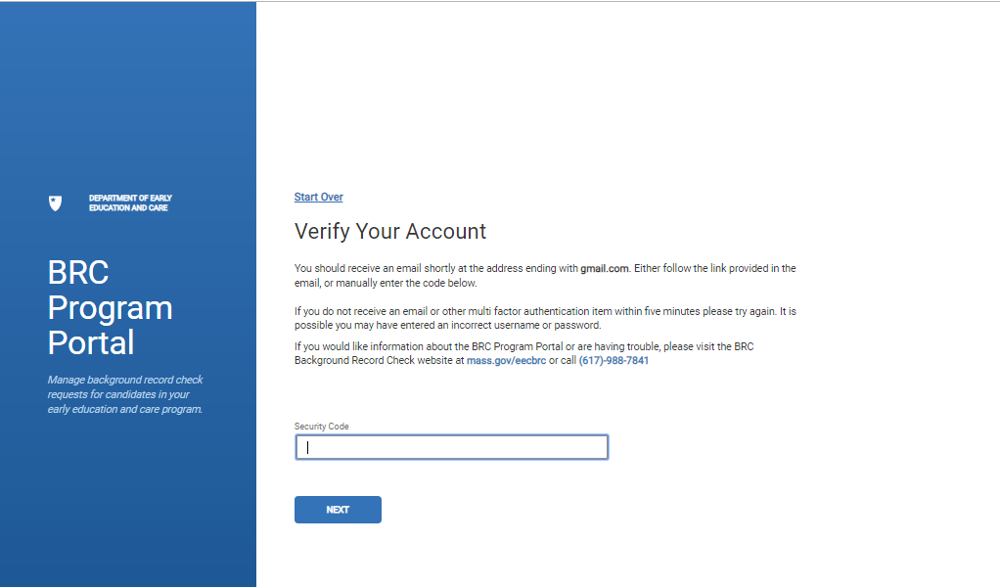 DEPARTMENT OF EARLY
EDUCATION AND CARE
BRC
Program
Portal
Manage background record check
requests for candidates in your
early education and care program.
Start Over
Verify Your Account
You should receive an email shortly at the address ending with gmail.com. Either follow the link provided in the
email, or manually enter the code below.
If you do not receive an email or other multi factor authentication item within five minutes please try again. It is
possible you may have entered an incorrect username or password.
If you would like information about the BRC Program Portal or are having trouble, please visit the BRC
Background Record Check website at mass.gov/eecbrc or call (617)-988-7841
Security Code
NEXT